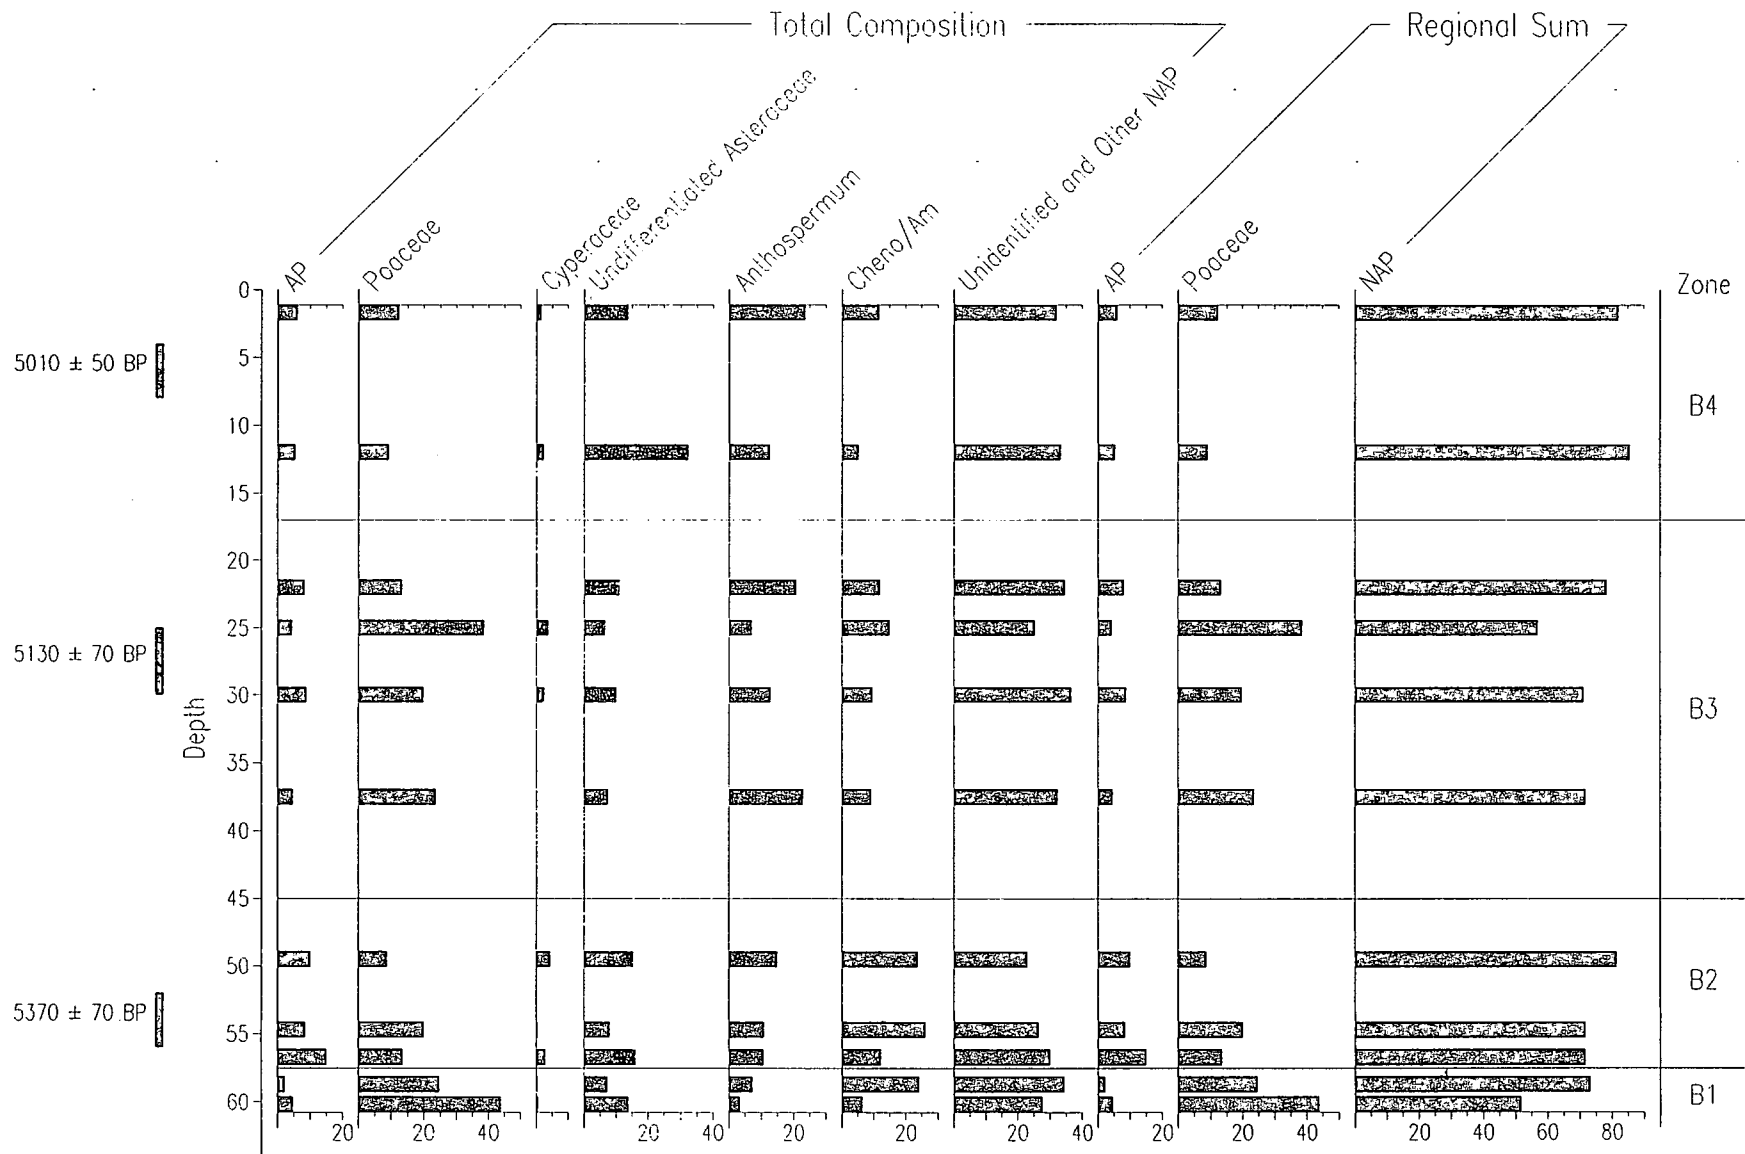 Total Composition
Regional Sum
AP
Poaceae
Cyperaceae
Undifferentiated Asteraceae
Anthospermum
Cheno/Am
Unidentified and Other NAP
AP
Poaceae
NAP
Zone
0
5
10
15
20
25
30
35
40
45
50
55
60
Depth
5010 ± 50 BP
5130 ± 70 BP
5370 ± 70 BP
B4
B3
B2
B1
20 20 40 20 40 20 20 20 40 20 20 40 20 40 60 80